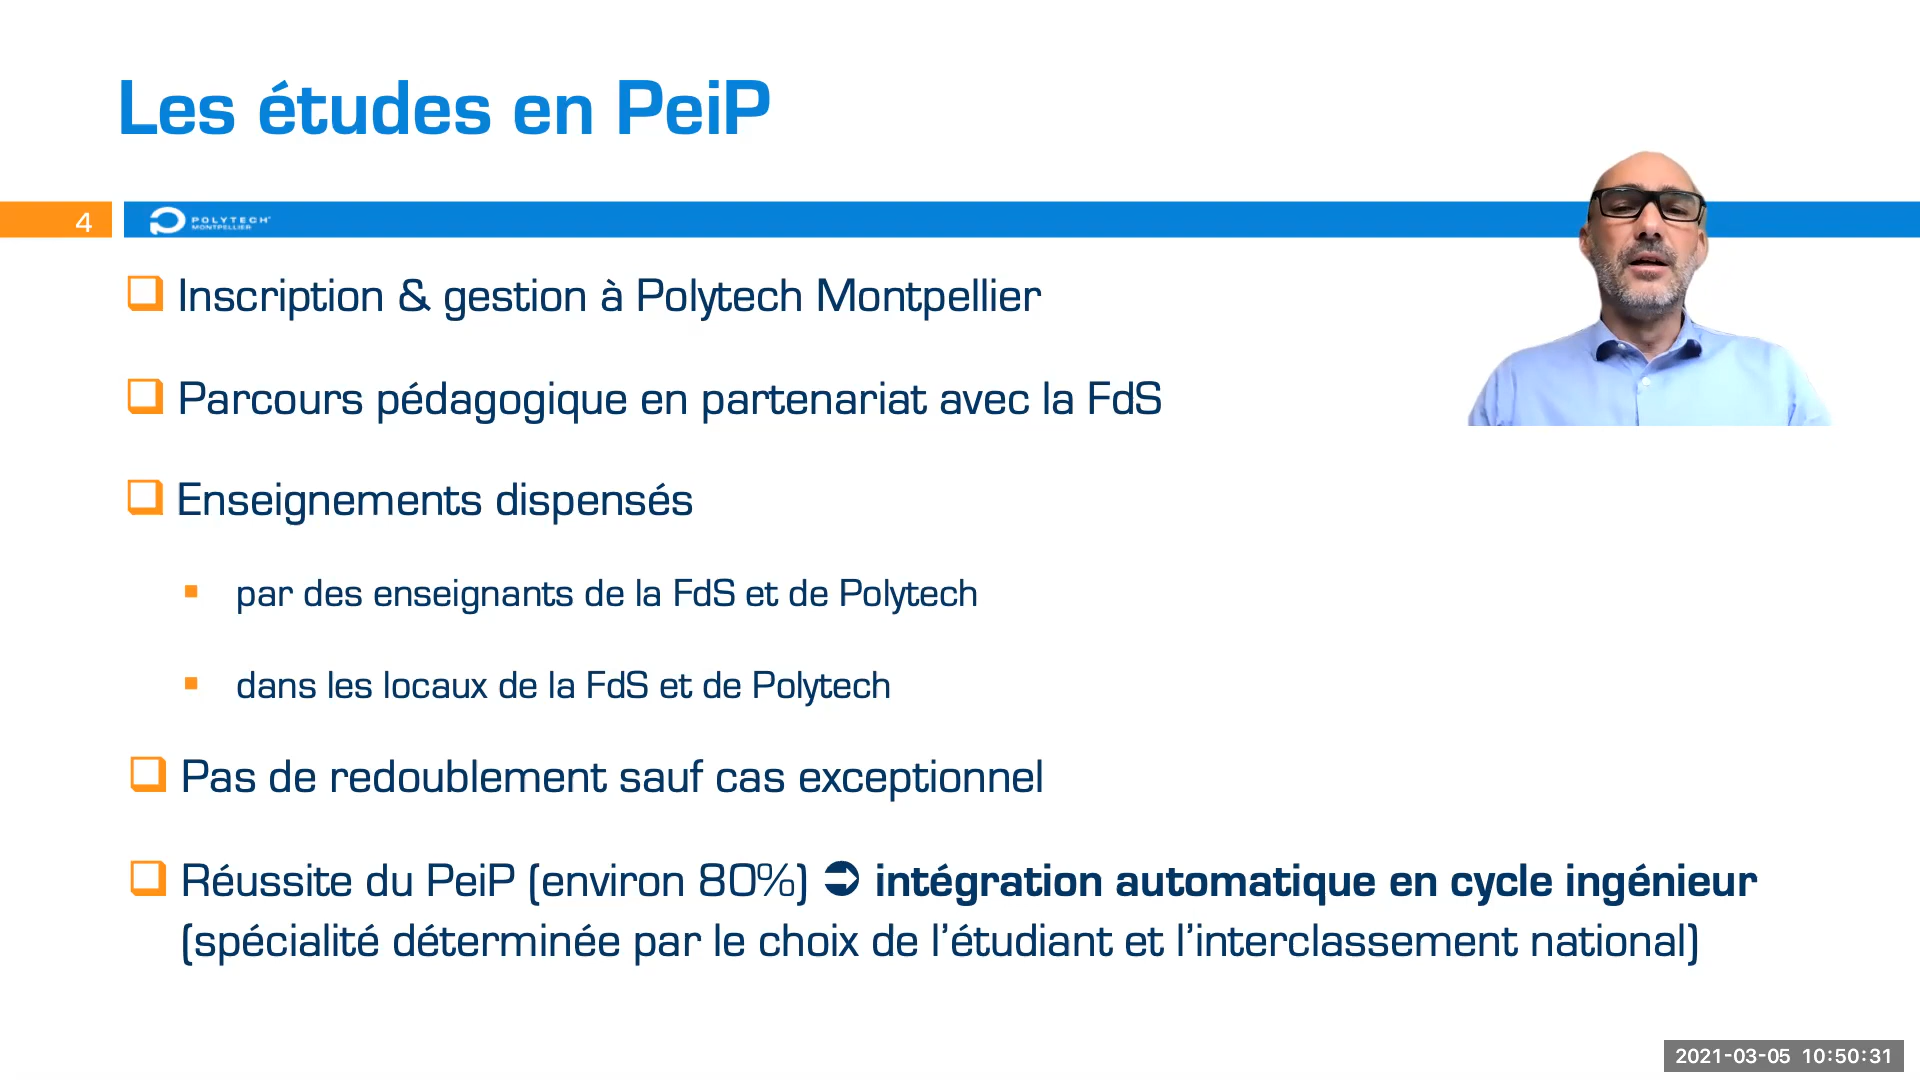 Les études en PeiP
4
POLYTECH
MONTPELLIER
Inscription & gestion à Polytech Montpellier
Parcours pédagogique en partenariat avec la FdS
Enseignements dispensés
par des enseignants de la FdS et de Polytech
dans les locaux de la FdS et de Polytech
Pas de redoublement sauf cas exceptionnel
Réussite du PeiP (environ 80%) ➲ intégration automatique en cycle ingénieur
(spécialité déterminée par le choix de l’étudiant et l’interclassement national)
2021-03-05 10:50:31